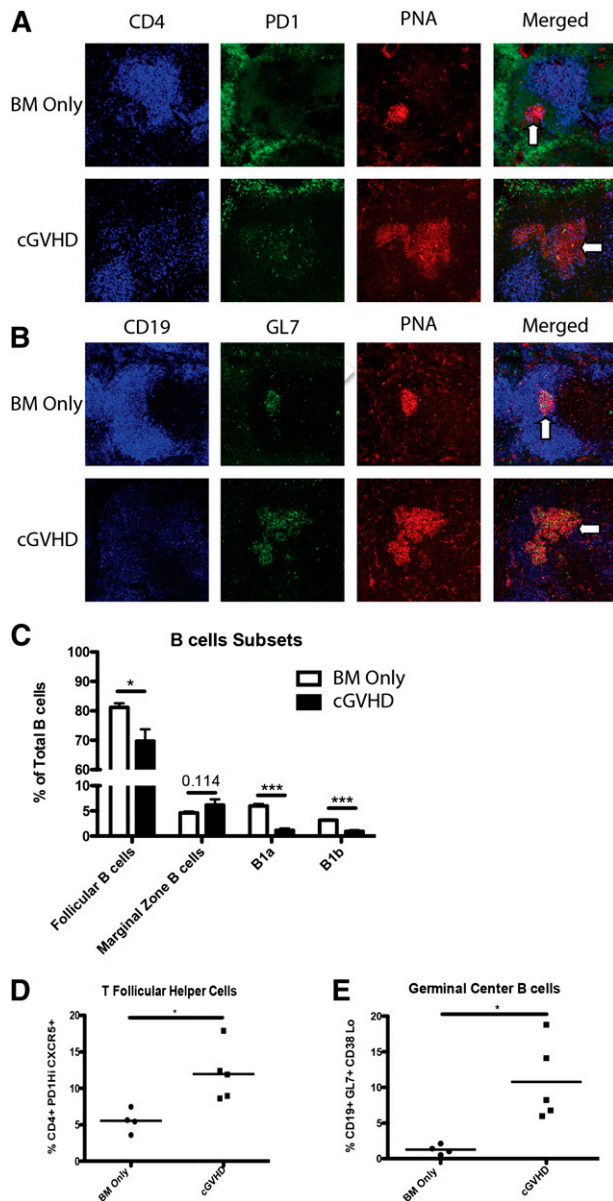 A
CD4 PD1 PNA Merged
BM Only
cGVHD
B
CD19 GL7 PNA Merged
BM Only
cGVHD
C
B cells Subsets
% of Total B cells
100
90
80
70
60
10
5
0
*
0.114
***
***
BM Only
cGVHD
Follicular B cells
Marginal Zone B cells
B1a
B1b
D
T Follicular Helper Cells
% CD4+ PD1Hi CXCR5+
20
15
10
5
0
*
BM Only
cGVHD
E
Germinal Center B cells
% CD19+ GL7+ CD38 Lo
20
15
10
5
0
*
BM Only
cGVHD